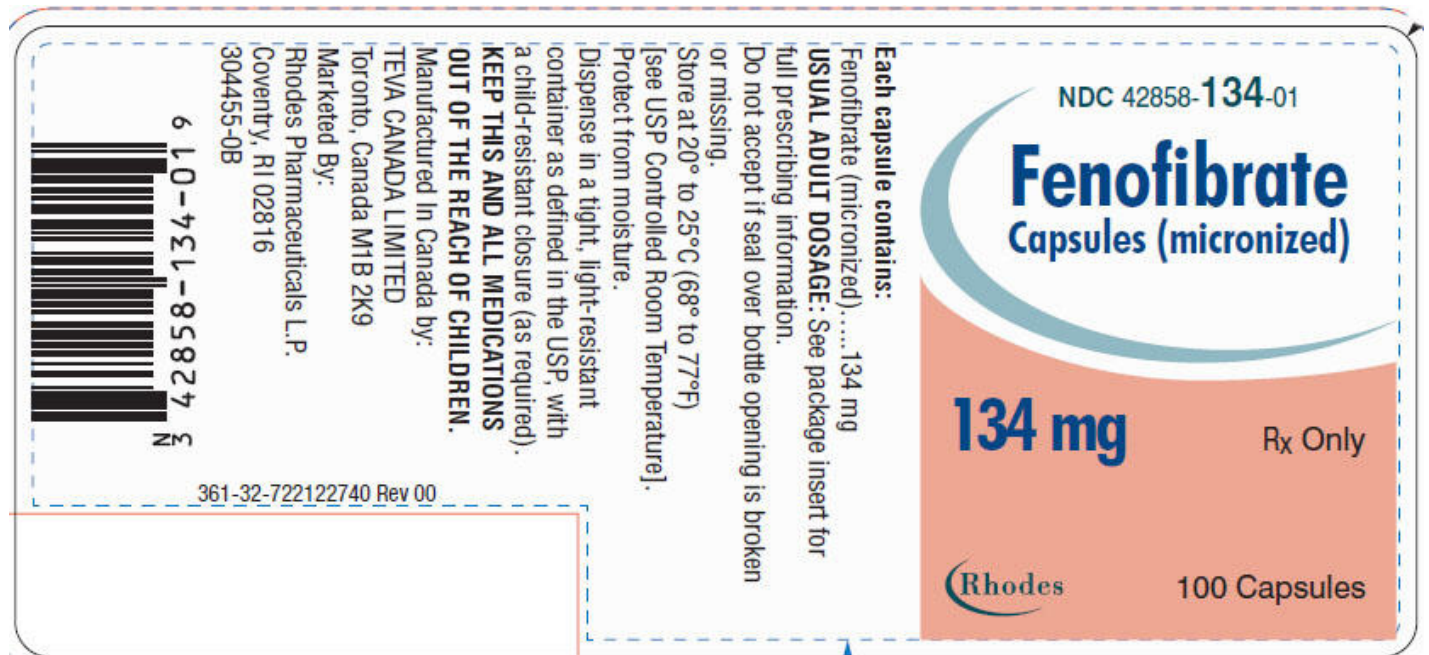 NDC 42858-134-01
Fenofibrate
Capsules (micronized)
134 mg
Rx Only
Rhodes
100 Capsules
Each capsule contains:
Fenofibrate (micronized).....134 mg
USUAL ADULT DOSAGE: See package insert for
full prescribing information.
Do not accept if seal over bottle opening is broken
or missing.
Store at 20° to 25°C (68° to 77°F)
[see USP Controlled Room Temperature].
Protect from moisture.
Dispense in a tight, light-resistant
container as defined in the USP, with
a child-resistant closure (as required).
KEEP THIS AND ALL MEDICATIONS
OUT OF THE REACH OF CHILDREN.
Manufactured In Canada by:
TEVA CANADA LIMITED
Toronto, Canada M1B 2K9
Marketed By:
Rhodes Pharmaceuticals L.P.
Coventry, RI 02816
304455-0B
N
3 42858-134-01 9
361-32-722122740 Rev 00